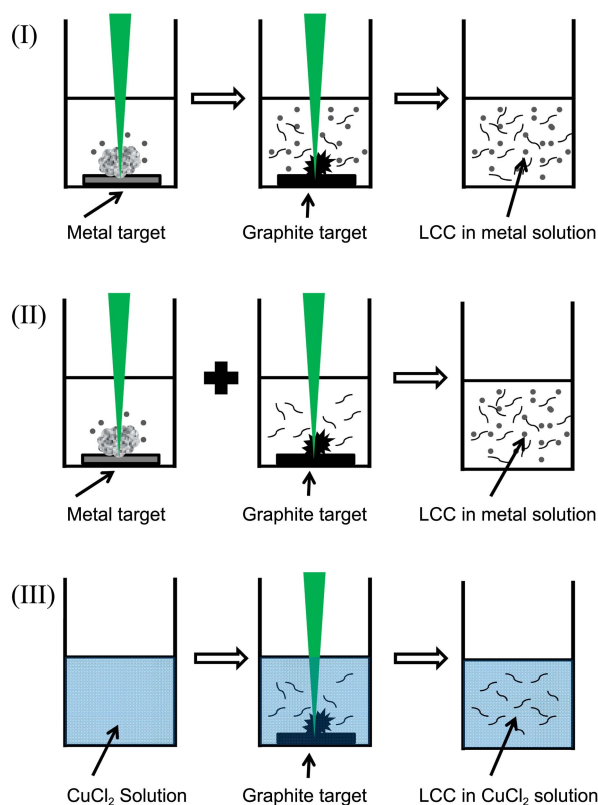 (I)
Metal target
Graphite target
LCC in metal solution
(II)
Metal target
Graphite target
LCC in metal solution
(III)
CuCl₂ Solution
Graphite target
LCC in CuCl₂ solution